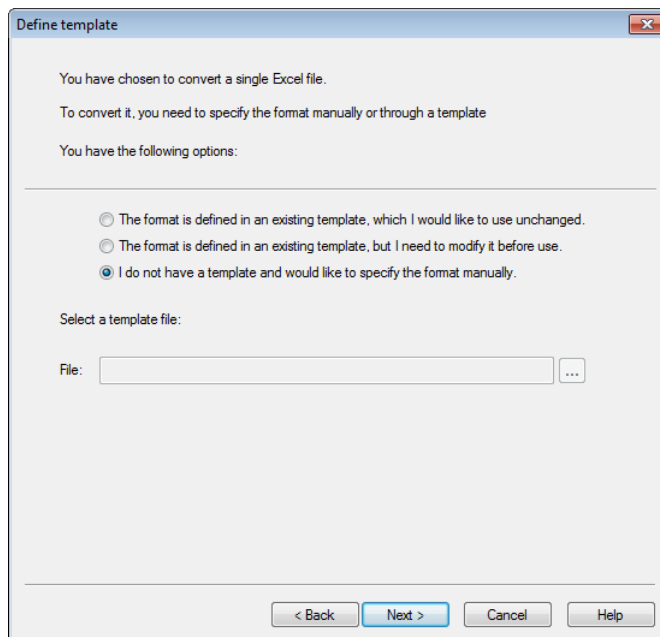 Define template
You have chosen to convert a single Excel file.
To convert it, you need to specify the format manually or through a template
You have the following options:
The format is defined in an existing template, which I would like to use unchanged.
The format is defined in an existing template, but I need to modify it before use.
I do not have a template and would like to specify the format manually.
Select a template file:
File: ...
< Back Next > Cancel Help